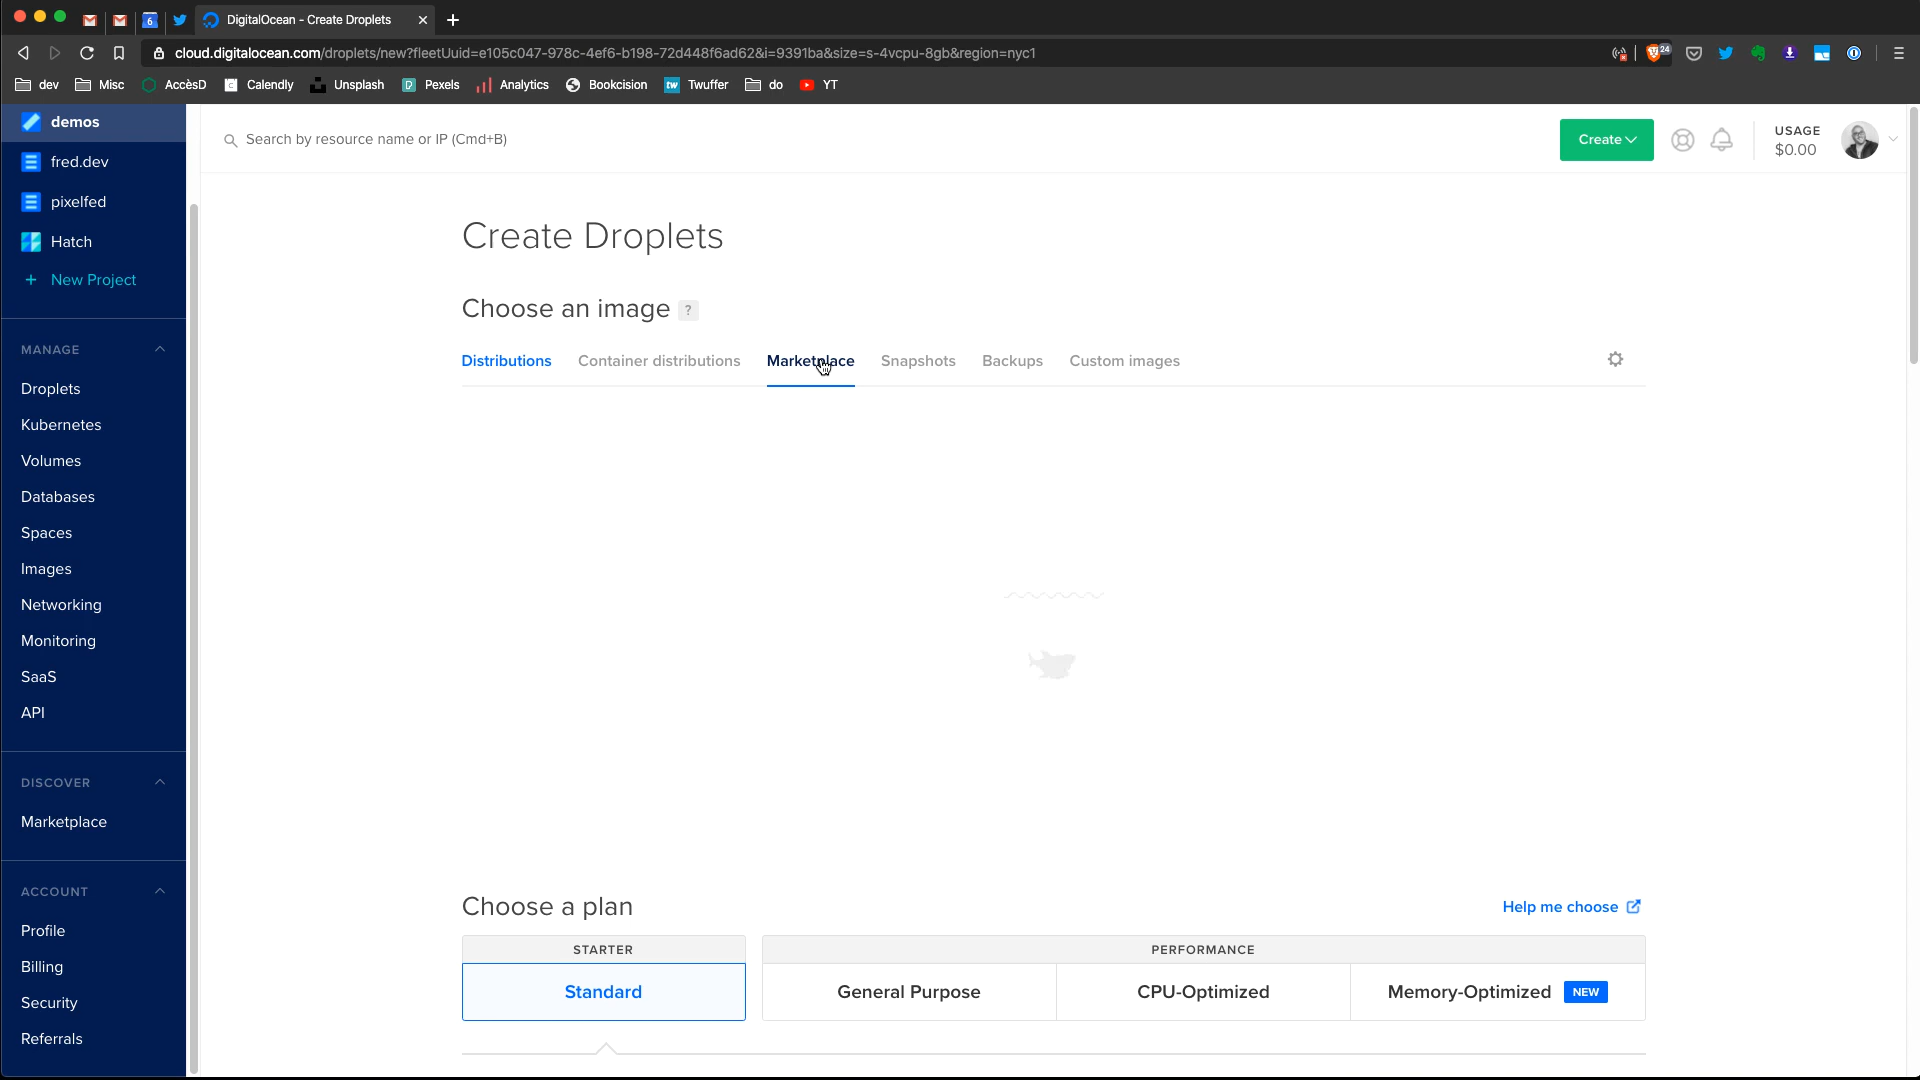 DigitalOcean - Create Droplets
cloud.digitalocean.com/droplets/new?fleetUuid=e105c047-978c-4ef6-b198-72d448f6ad62&i=9391ba&size=s-4vcpu-8gb&region=nyc1
24
dev Misc AccèsD Calendly Unsplash Pexels Analytics Bookcision tw Twuffer do YT
demos
fred.dev
pixelfed
Hatch
+ New Project
MANAGE
Droplets
Kubernetes
Volumes
Databases
Spaces
Images
Networking
Monitoring
SaaS
API
DISCOVER
Marketplace
ACCOUNT
Profile
Billing
Security
Referrals
Search by resource name or IP (Cmd+B)
Create
USAGE
$0.00
Create Droplets
Choose an image ?
Distributions Container distributions Marketplace Snapshots Backups Custom images
Choose a plan
Help me choose
STARTER
PERFORMANCE
Standard
General Purpose
CPU-Optimized
Memory-Optimized NEW